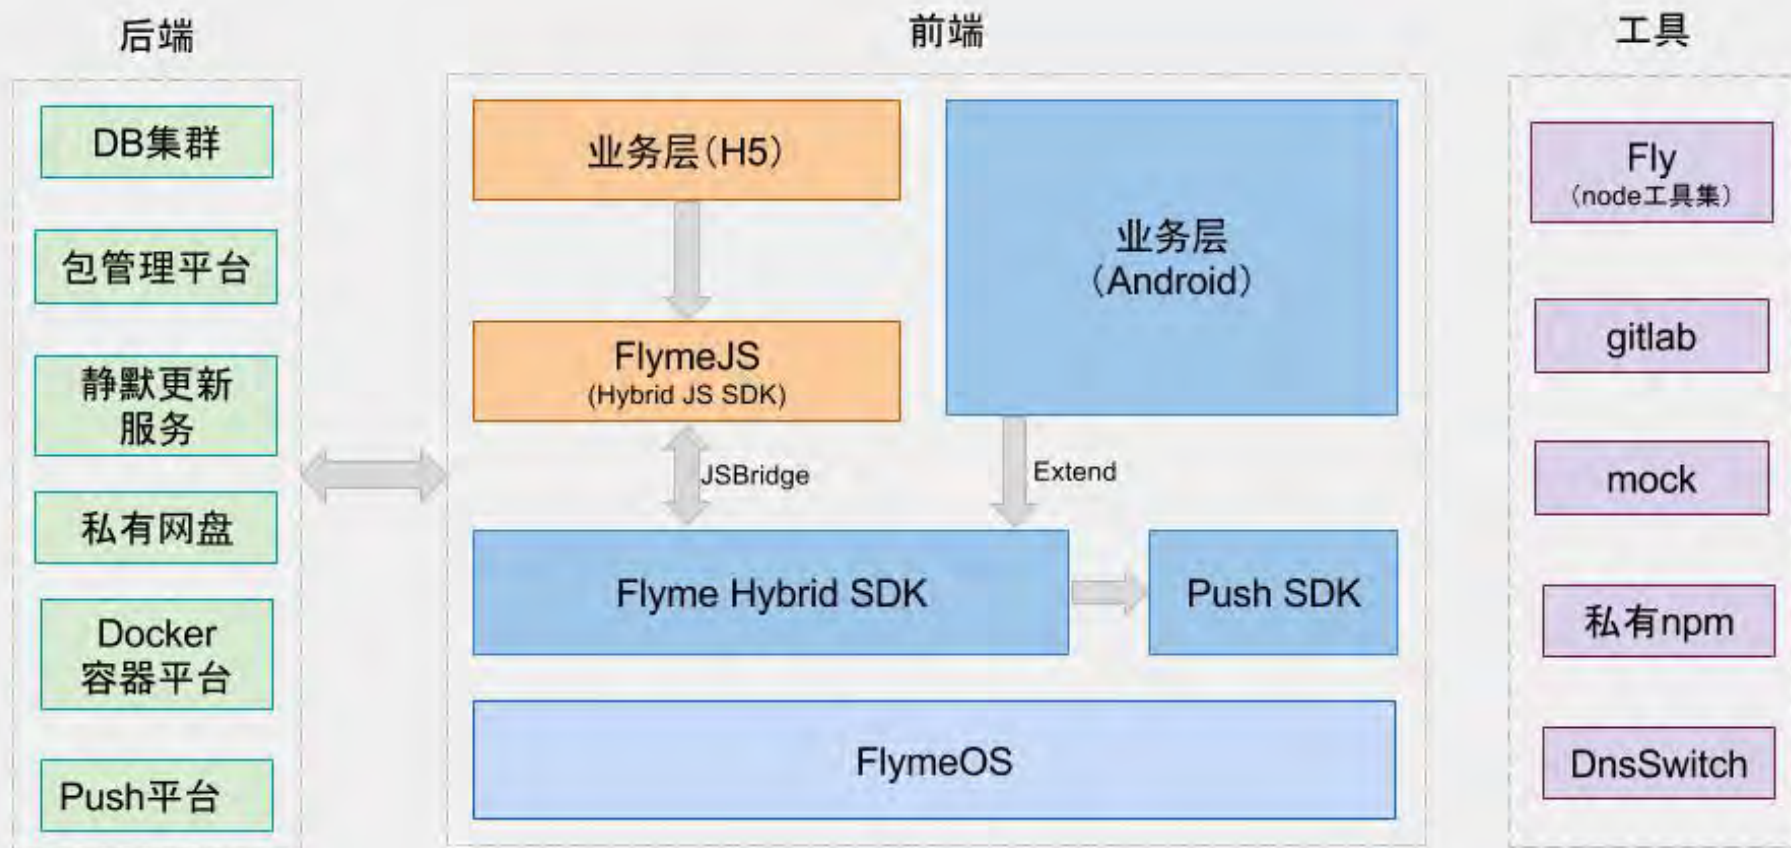 后端
DB集群
包管理平台
静默更新
服务
私有网盘
Docker
容器平台
Push平台
前端
业务层(H5)
FlymeJS
(Hybrid JS SDK)
JSBridge
业务层
(Android)
Extend
Flyme Hybrid SDK
Push SDK
FlymeOS
工具
Fly
(node工具集)
gitlab
mock
私有npm
DnsSwitch